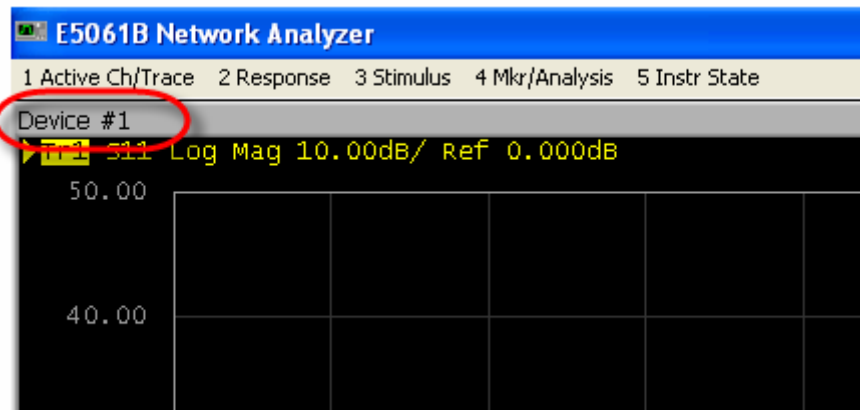 E5061B Network Analyzer
1 Active Ch/Trace 2 Response 3 Stimulus 4 Mkr/Analysis 5 Instr State
Device #1
Tr1 S11 Log Mag 10.00dB/ Ref 0.000dB
50.00
40.00